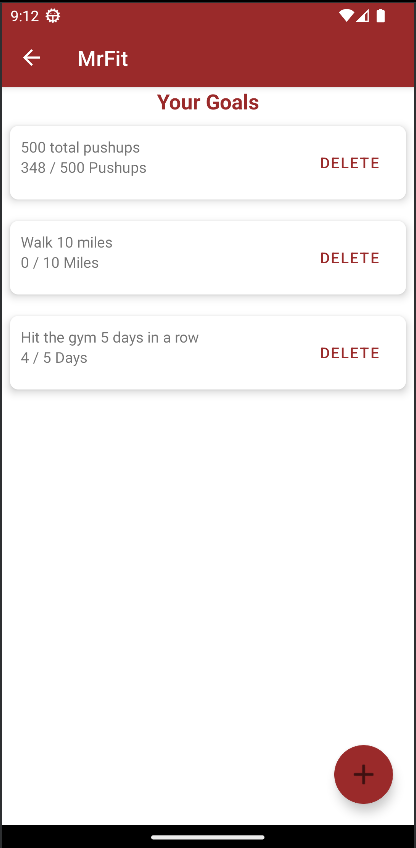 9:12
MrFit
Your Goals
500 total pushups
348 / 500 Pushups
DELETE
Walk 10 miles
0 / 10 Miles
DELETE
Hit the gym 5 days in a row
4 / 5 Days
DELETE